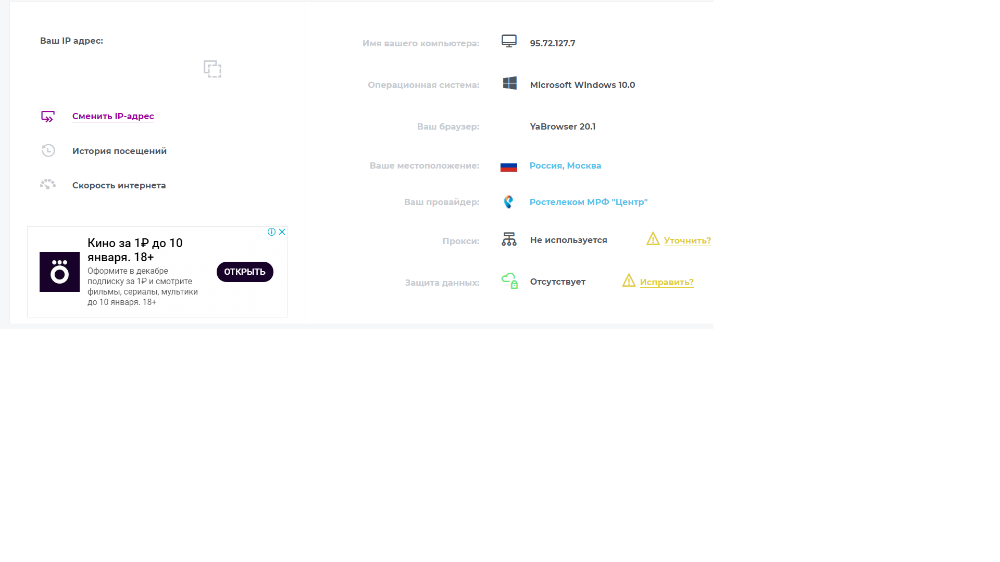 Ваш IP адрес:
Сменить IP-адрес
История посещений
Скорость интернета
Кино за 1₽ до 10
января. 18+
Оформите в декабре
подписку за 1₽ и смотрите
фильмы, сериалы, мультики
до 10 января. 18+
ОТКРЫТЬ
Имя вашего компьютера: 95.72.127.7
Операционная система: Microsoft Windows 10.0
Ваш браузер: YaBrowser 20.1
Ваше местоположение: Россия, Москва
Ваш провайдер: Ростелеком МРФ "Центр"
Прокси: Не используется Уточнить?
Защита данных: Отсутствует Исправить?